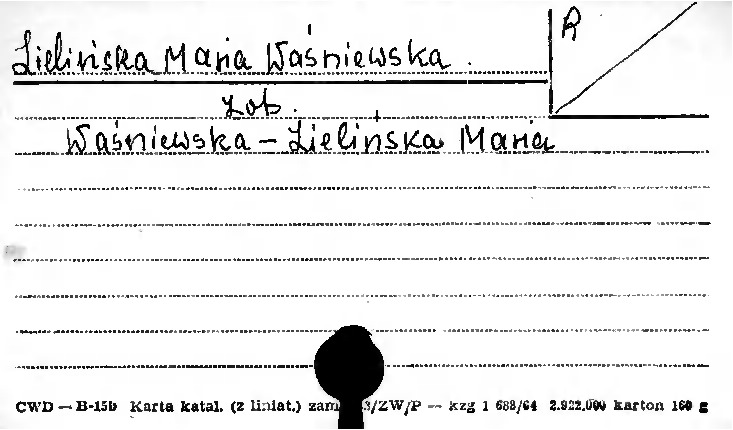 Zielińska Maria Waśniewska.
R
zob.
Waśniewska – Zielińska Maria
CWD — B-15b Karta katal. (z liniat.) zam 3/ZW/P — kzg 1 688/64 2.922.000 karton 160 g